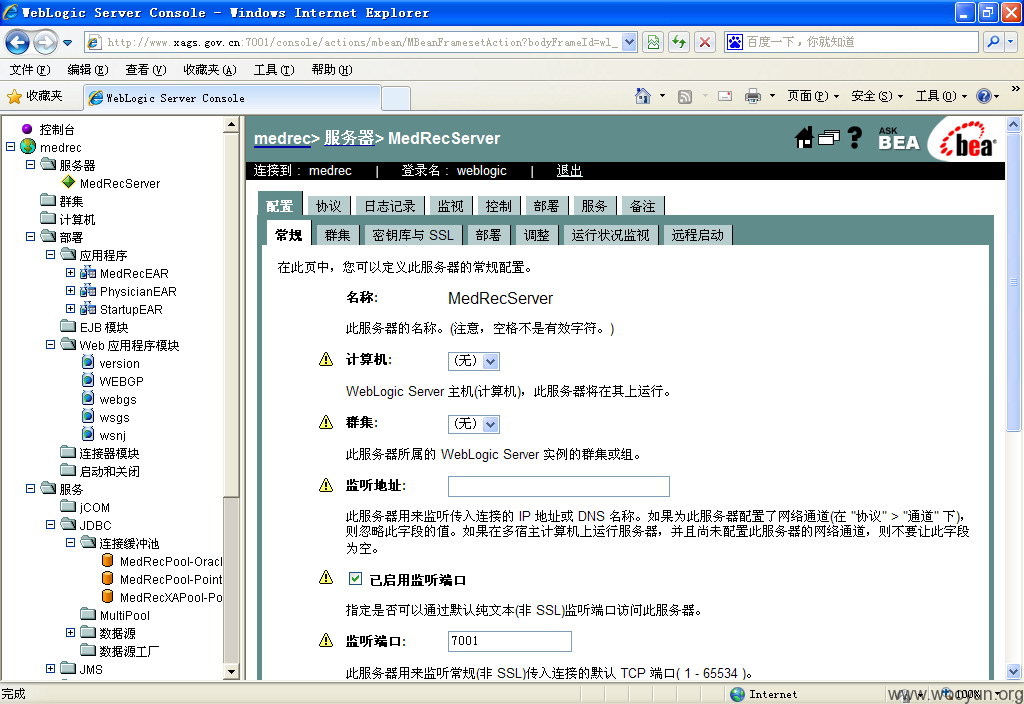 WebLogic Server Console - Windows Internet Explorer
http://www.xags.gov.cn:7001/console/actions/mbean/MBeanFramesetAction?bodyFrameId=wl_
百度一下，你就知道
文件(F) 编辑(E) 查看(V) 收藏夹(A) 工具(T) 帮助(H)
收藏夹 WebLogic Server Console
页面(P) 安全(S) 工具(O) »
控制台
medrec
服务器
MedRecServer
群集
计算机
部署
应用程序
MedRecEAR
PhysicianEAR
StartupEAR
EJB 模块
Web 应用程序模块
version
WEBGP
webgs
wsgs
wsnj
连接器模块
启动和关闭
服务
jCOM
JDBC
连接缓冲池
MedRecPool-Oracl
MedRecPool-Point
MedRecXAPool-Po
MultiPool
数据源
数据源工厂
JMS
medrec> 服务器> MedRecServer
ASK BEA
bea
连接到： medrec | 登录名： weblogic | 退出
配置 协议 日志记录 监视 控制 部署 服务 备注
常规 群集 密钥库与 SSL 部署 调整 运行状况监视 远程启动
在此页中，您可以定义此服务器的常规配置。
名称: MedRecServer
此服务器的名称。(注意，空格不是有效字符。)
计算机: (无)
WebLogic Server 主机(计算机)，此服务器将在其上运行。
群集: (无)
此服务器所属的 WebLogic Server 实例的群集或组。
监听地址:
此服务器用来监听传入连接的 IP 地址或 DNS 名称。如果为此服务器配置了网络通道(在 "协议" > "通道" 下)，
则忽略此字段的值。如果在多宿主计算机上运行服务器，并且尚未配置此服务器的网络通道，则不要让此字段
为空。
已启用监听端口
指定是否可以通过默认纯文本(非 SSL)监听端口访问此服务器。
监听端口: 7001
此服务器用来监听常规(非 SSL)传入连接的默认 TCP 端口( 1 - 65534 )。
完成 Internet 100%
www.wooyun.org